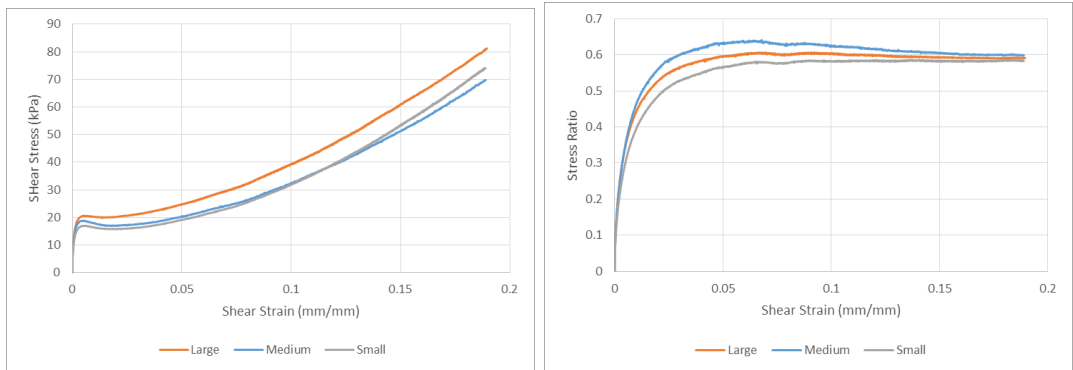 90
80
70
60
50
40
30
20
10
0
SHear Stress (kPa)
0 0.05 0.1 0.15 0.2
Shear Strain (mm/mm)
Large Medium Small
0.7
0.6
0.5
0.4
0.3
0.2
0.1
0
Stress Ratio
0 0.05 0.1 0.15 0.2
Shear Strain (mm/mm)
Large Medium Small